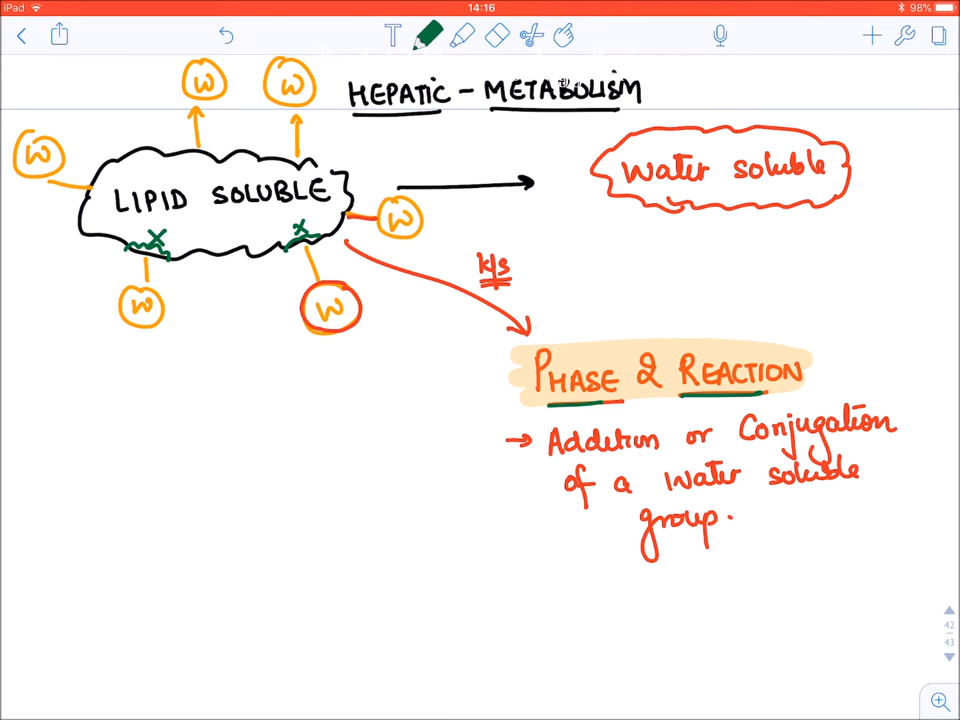 iPad
14:16
98%
T
HEPATIC - METABOLISM
W
W
W
LIPID SOLUBLE
Water soluble
W
x
x
k/s
W
W
PHASE 2 REACTION
→ Addition or Conjugation
of a water soluble
group.
42
43